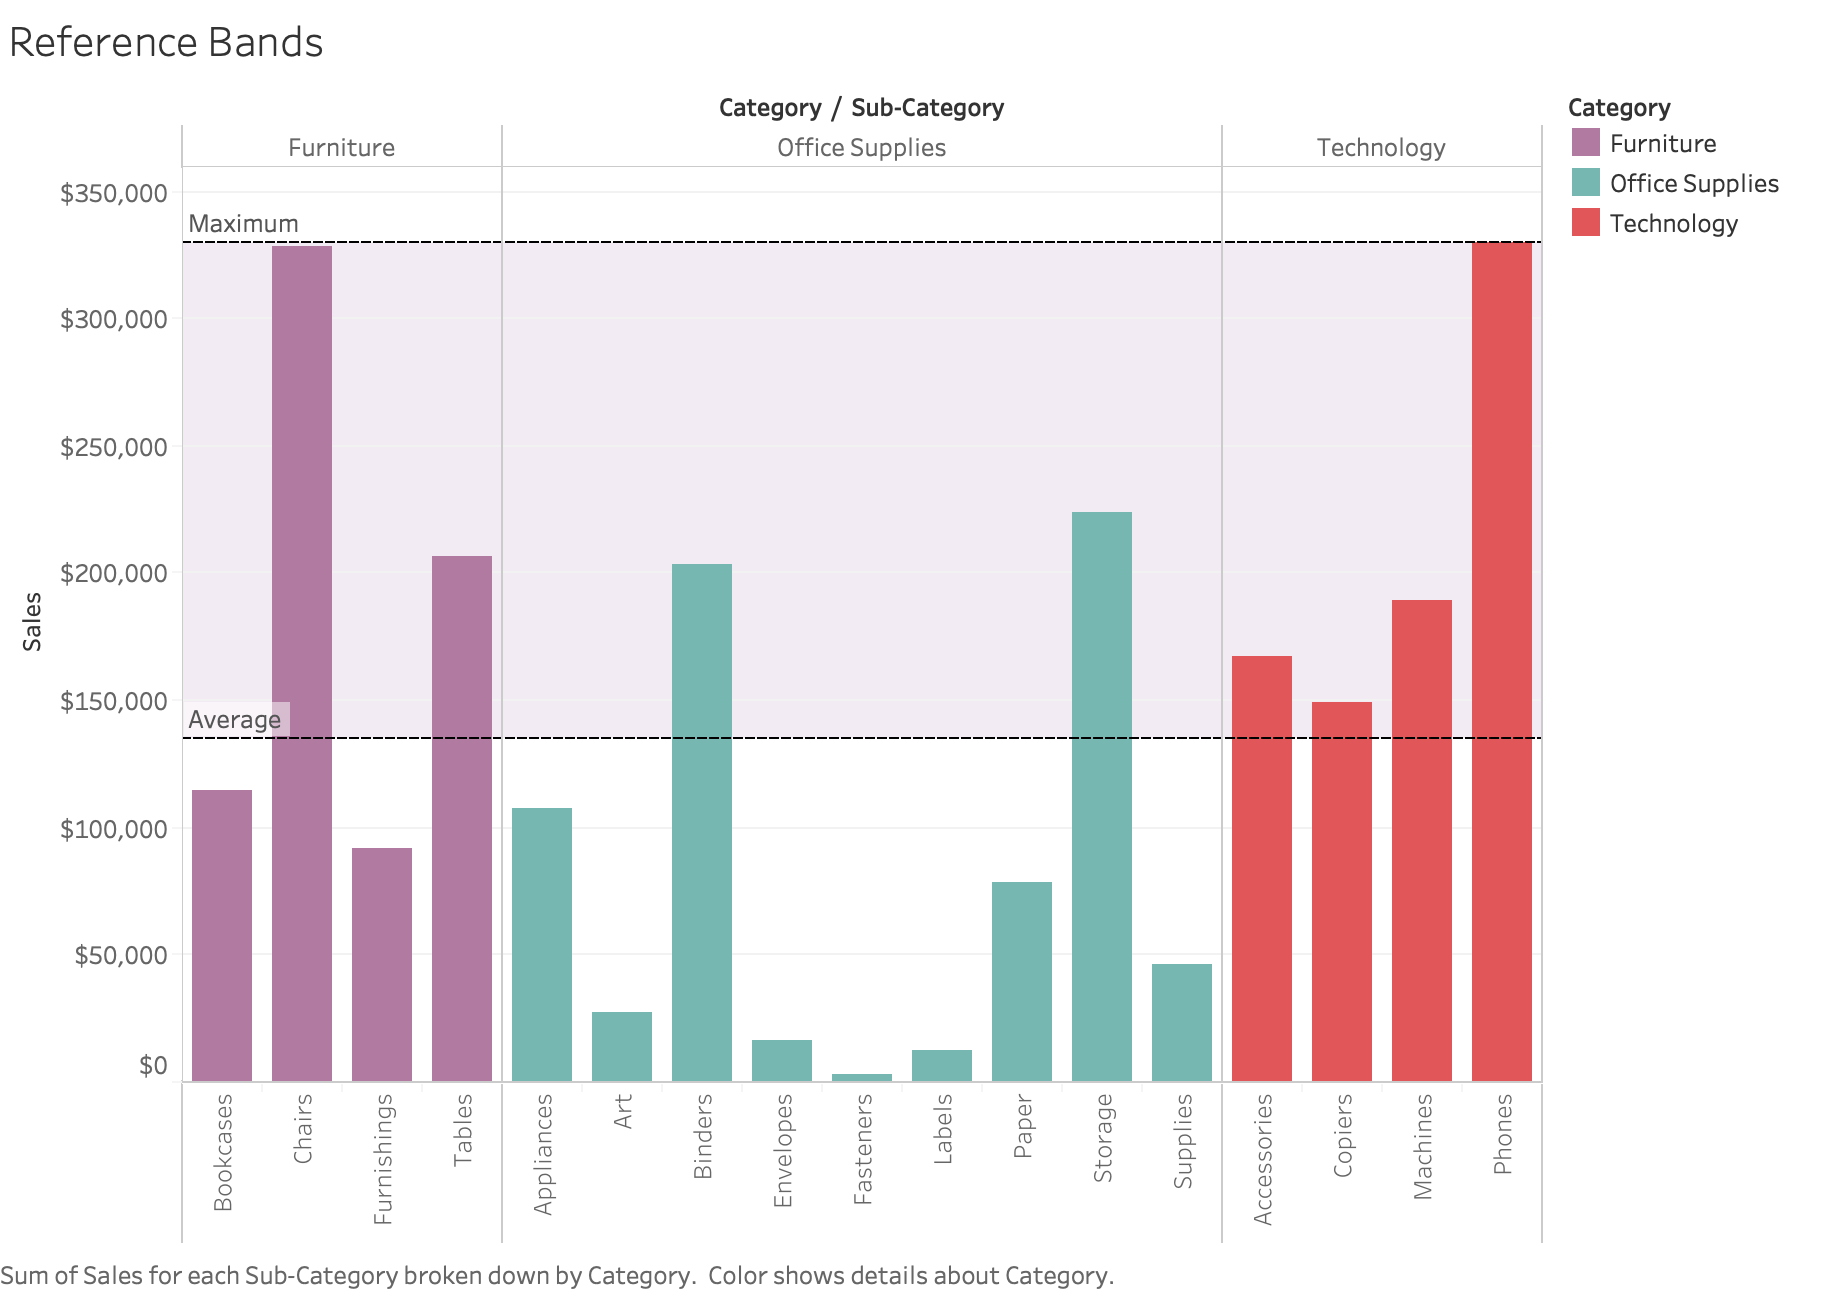 Reference Bands
Category / Sub-Category
Furniture
Office Supplies
Technology
Category
Furniture
Office Supplies
Technology
Sales
$350,000
$300,000
$250,000
$200,000
$150,000
$100,000
$50,000
$0
Maximum
Average
Bookcases
Chairs
Furnishings
Tables
Appliances
Art
Binders
Envelopes
Fasteners
Labels
Paper
Storage
Supplies
Accessories
Copiers
Machines
Phones
Sum of Sales for each Sub-Category broken down by Category.  Color shows details about Category.